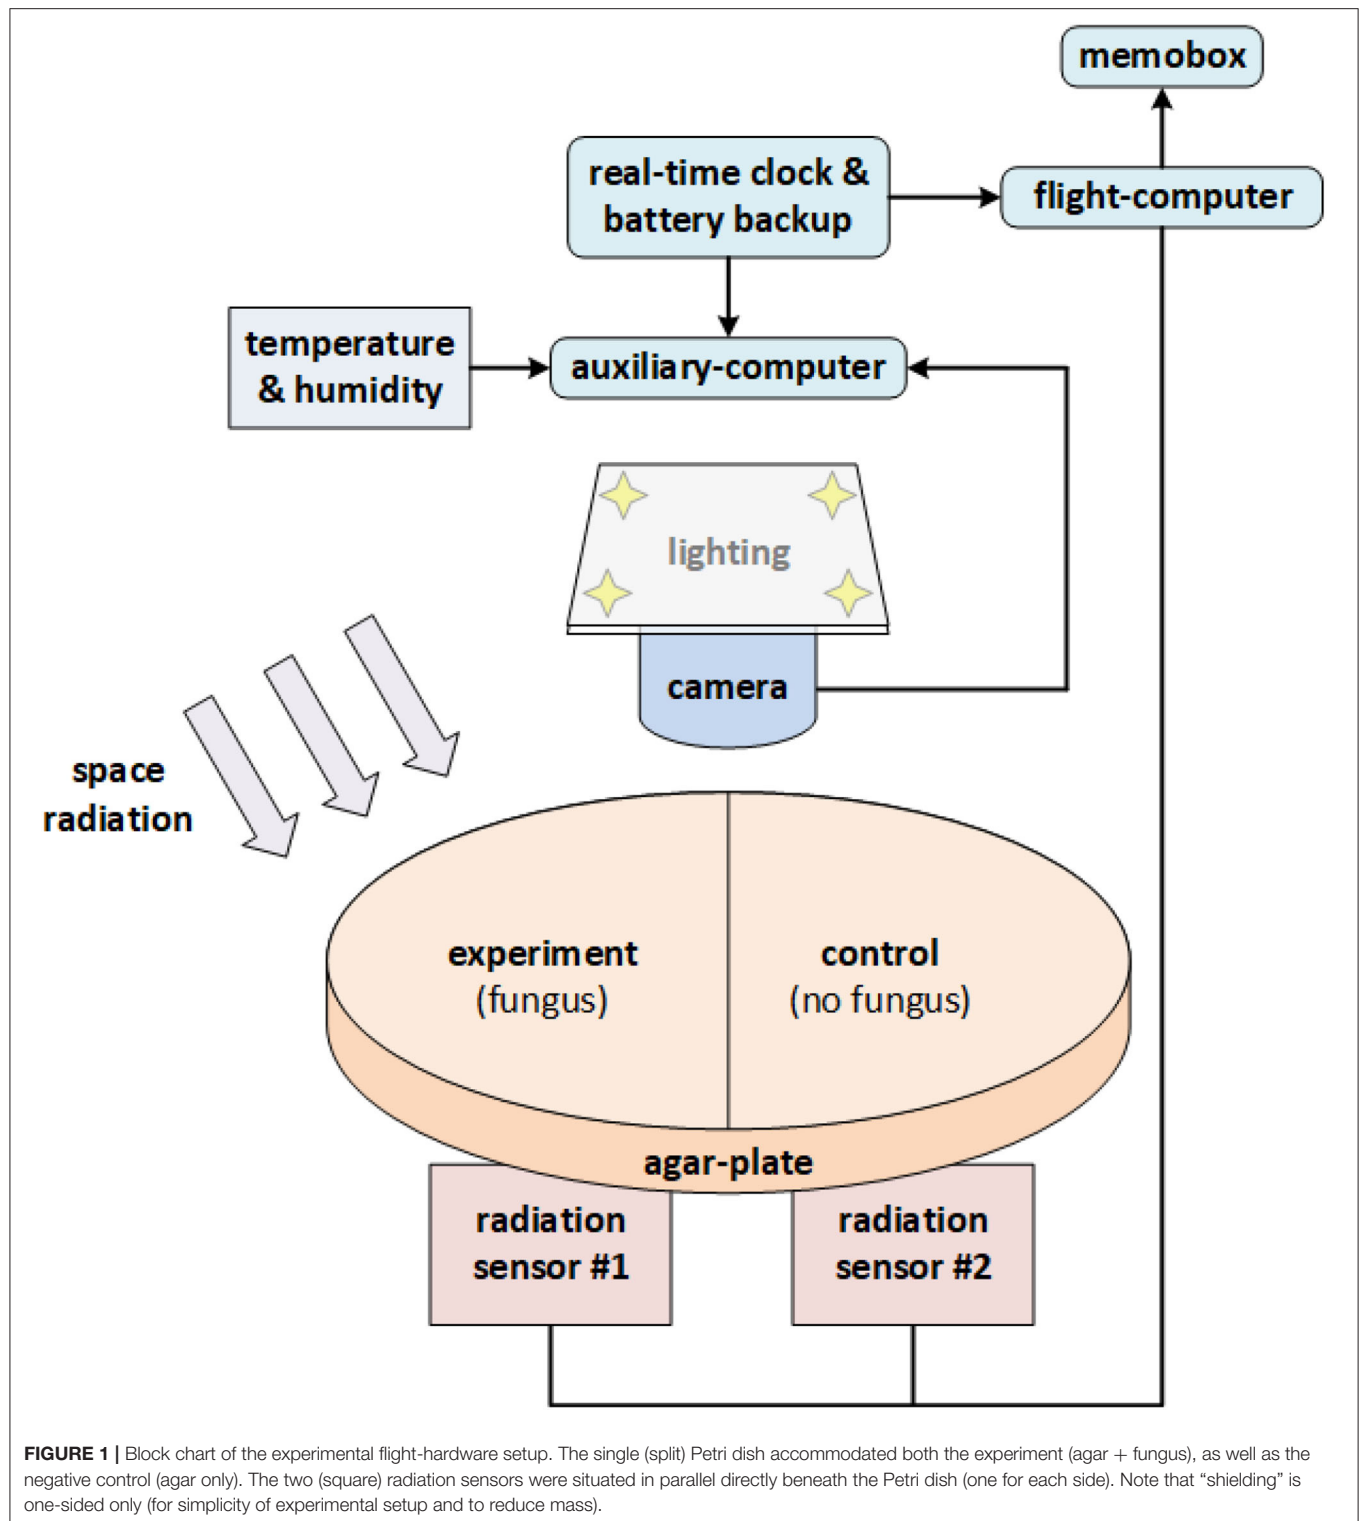 memobox
real-time clock &
battery backup
flight-computer
temperature
& humidity
auxiliary-computer
lighting
camera
space
radiation
experiment
(fungus)
control
(no fungus)
agar-plate
radiation
sensor #1
radiation
sensor #2
FIGURE 1 | Block chart of the experimental flight-hardware setup. The single (split) Petri dish accommodated both the experiment (agar + fungus), as well as the
negative control (agar only). The two (square) radiation sensors were situated in parallel directly beneath the Petri dish (one for each side). Note that “shielding” is
one-sided only (for simplicity of experimental setup and to reduce mass).